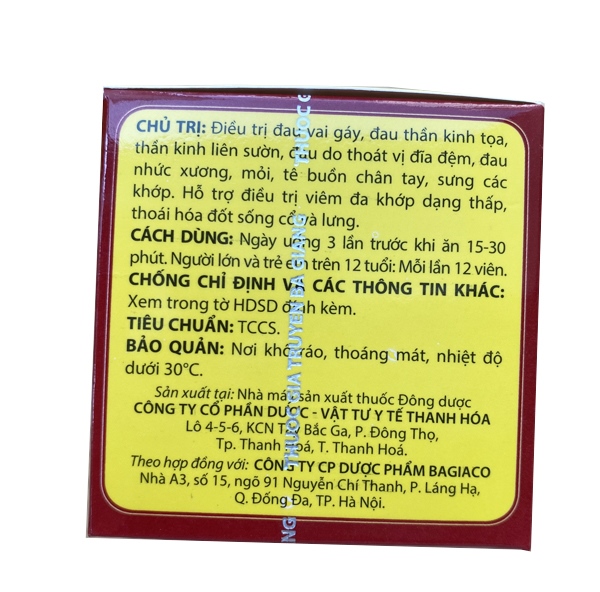 CHỦ TRỊ: Điều trị đau vai gáy, đau thần kinh tọa,
thần kinh liên sườn, đau do thoát vị đĩa đệm, đau
nhức xương, mỏi, tê buồn chân tay, sưng các
khớp. Hỗ trợ điều trị viêm đa khớp dạng thấp,
thoái hóa đốt sống cổ và lưng.
CÁCH DÙNG: Ngày uống 3 lần trước khi ăn 15-30
phút. Người lớn và trẻ em trên 12 tuổi: Mỗi lần 12 viên.
CHỐNG CHỈ ĐỊNH VÀ CÁC THÔNG TIN KHÁC:
Xem trong tờ HDSD đính kèm.
TIÊU CHUẨN: TCCS.
BẢO QUẢN: Nơi khô ráo, thoáng mát, nhiệt độ
dưới 30°C.
Sản xuất tại: Nhà máy sản xuất thuốc Đông dược
CÔNG TY CỔ PHẦN DƯỢC - VẬT TƯ Y TẾ THANH HÓA
Lô 4-5-6, KCN Tây Bắc Ga, P. Đông Thọ,
Tp. Thanh Hoá, T. Thanh Hoá.
Theo hợp đồng với: CÔNG TY CP DƯỢC PHẨM BAGIACO
Nhà A3, số 15, ngõ 91 Nguyễn Chí Thanh, P. Láng Hạ,
Q. Đống Đa, TP. Hà Nội.
NG THUOC GIA TRUYEN BA GIANG THUOC G